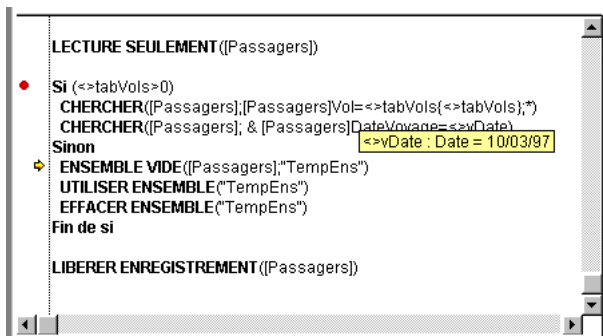 LECTURE SEULEMENT([Passagers])
Si (<>tabVols>0)
CHERCHER([Passagers];[Passagers]Vol=<>tabVols{<>tabVols};*)
CHERCHER([Passagers]; & [Passagers]DateVoyage=<>vDate)
<>vDate : Date = 10/03/97
Sinon
ENSEMBLE VIDE([Passagers];"TempEns")
UTILISER ENSEMBLE("TempEns")
EFFACER ENSEMBLE("TempEns")
Fin de si
LIBERER ENREGISTREMENT([Passagers])